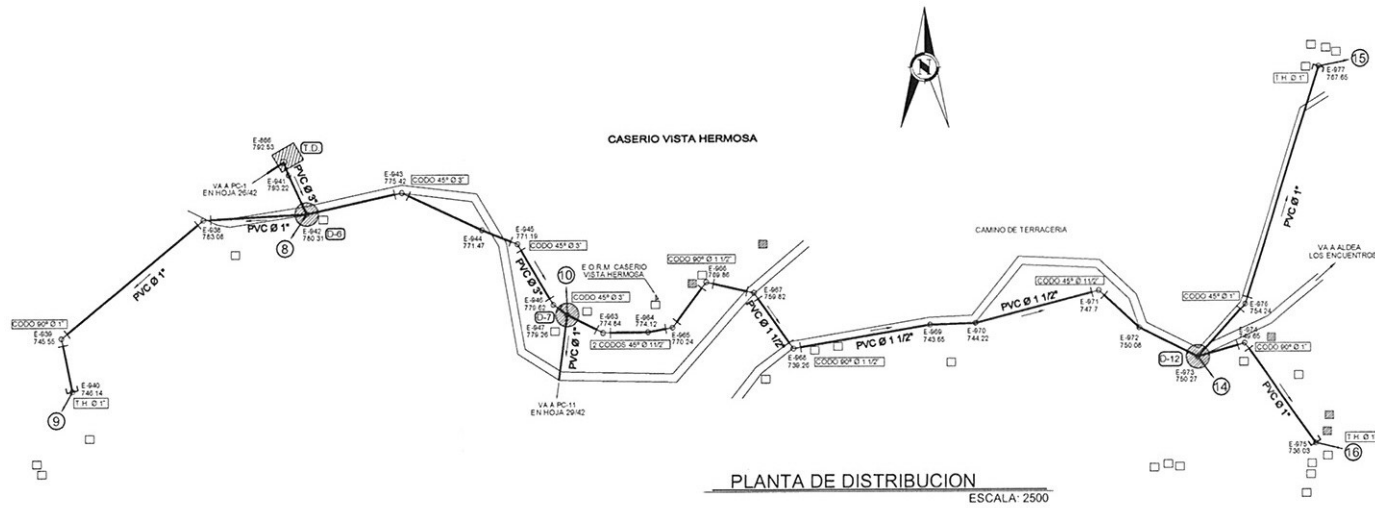 CASERIO VISTA HERMOSA
N
E-866
792.53
T.D.
VA A PC-1
EN HOJA 26/42
E-941
790.22
PVC Ø 3"
E-943
775.42
CODO 45° Ø 3"
E-938
783.08
PVC Ø 1"
E-942
780.31
D-6
8
PVC Ø 1"
CODO 90° Ø 1"
E-939
745.55
E-940
746.14
T.H. Ø 1"
9
E-944
771.47
E-945
771.19
CODO 45° Ø 3"
PVC Ø 3"
10
E.O.R.M. CASERIO
VISTA HERMOSA
E-946
CODO 45° Ø 3"
D-7
E-947
779.26
PVC Ø 1"
E-963
774.84
E-964
774.12
2 CODOS 45° Ø 11/2"
E-965
770.24
VA A PC-11
EN HOJA 29/42
CODO 90° Ø 1 1/2"
E-966
769.86
E-967
759.82
PVC Ø 1 1/2"
E-968
739.26
CODO 90° Ø 1 1/2"
PVC Ø 1 1/2"
E-969
743.65
E-970
744.22
CAMINO DE TERRACERIA
PVC Ø 1 1/2"
CODO 45° Ø 11/2"
E-971
747.7
E-972
750.08
D-12
E-973
750.27
14
CODO 45° Ø 1"
E-976
754.24
E-974
CODO 90° Ø 1"
VA A ALDEA
LOS ENCUENTROS
PVC Ø 1"
T.H. Ø 1"
E-977
767.65
15
PVC Ø 1"
E-975
736.03
T.H. Ø 1"
16
PLANTA DE DISTRIBUCION
ESCALA: 2500